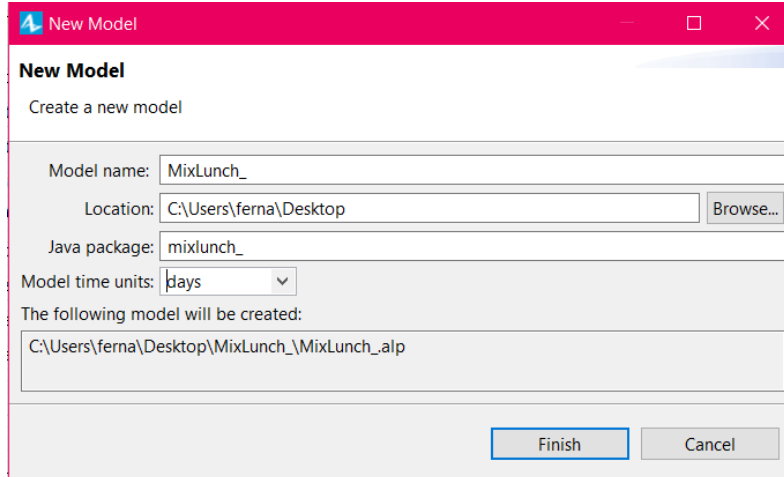 New Model
New Model
Create a new model
Model name: MixLunch_
Location: C:\Users\ferna\Desktop Browse...
Java package: mixlunch_
Model time units: days
The following model will be created:
C:\Users\ferna\Desktop\MixLunch_\MixLunch_.alp
Finish Cancel